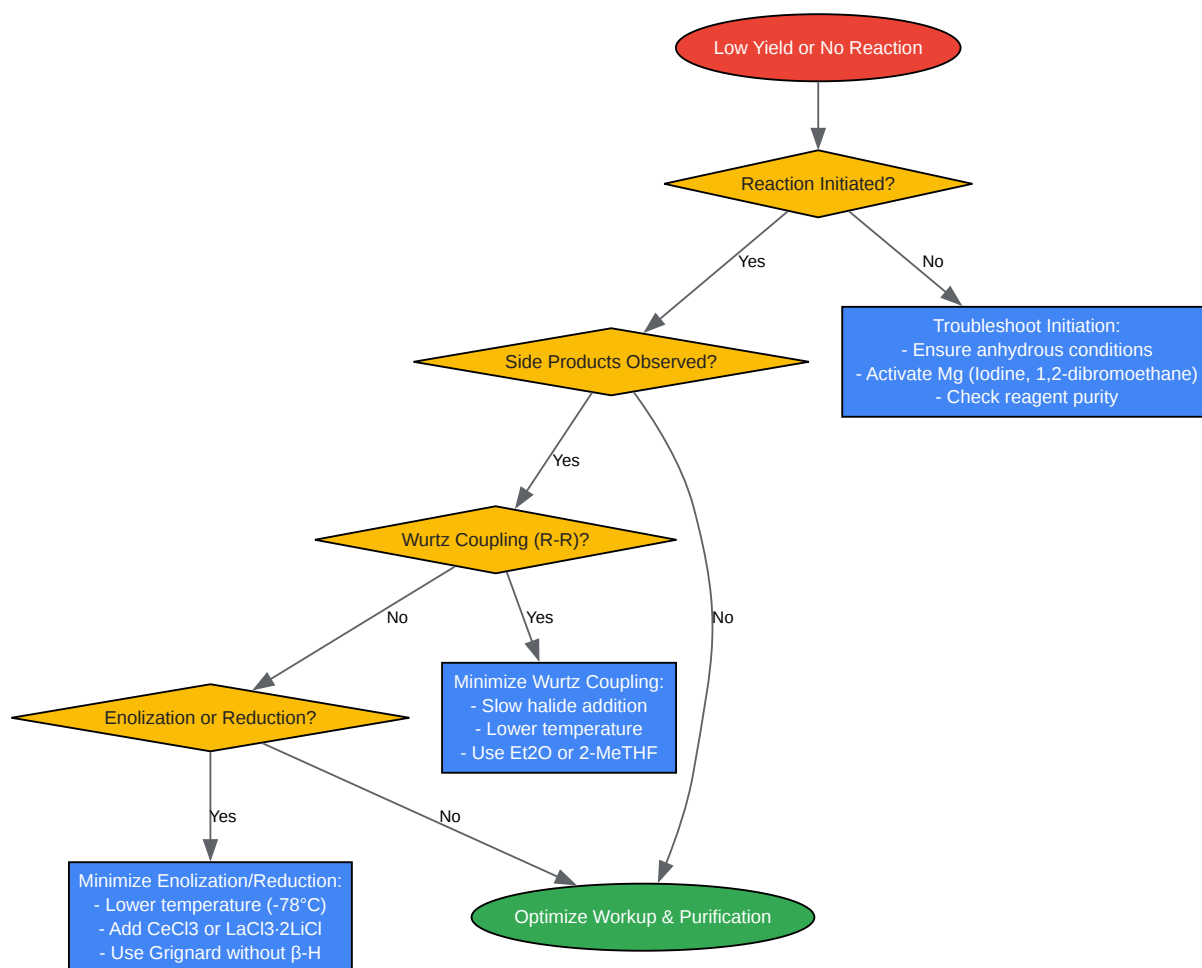 Low Yield or No Reaction
Reaction Initiated?
Yes
No
Troubleshoot Initiation:
- Ensure anhydrous conditions
- Activate Mg (Iodine, 1,2-dibromoethane)
- Check reagent purity
Side Products Observed?
Yes
No
Wurtz Coupling (R-R)?
No
Yes
Minimize Wurtz Coupling:
- Slow halide addition
- Lower temperature
- Use Et2O or 2-MeTHF
Enolization or Reduction?
Yes
No
Minimize Enolization/Reduction:
- Lower temperature (-78°C)
- Add CeCl3 or LaCl3·2LiCl
- Use Grignard without β-H
Optimize Workup & Purification